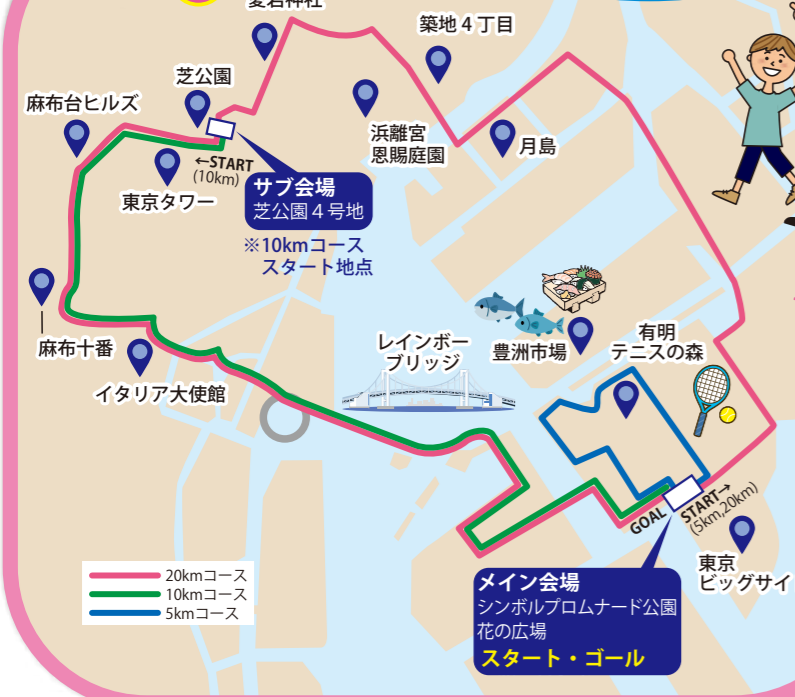 築地４丁目
芝公園
麻布台ヒルズ
浜離宮
恩賜庭園
月島
←START
(10km)
東京タワー
サブ会場
芝公園４号地
※10kmコース
スタート地点
麻布十番
イタリア大使館
レインボー
ブリッジ
豊洲市場
有明
テニスの森
GOAL
START→
(5km,20km)
東京
ビッグサイ
メイン会場
シンボルプロムナード公園
花の広場
スタート・ゴール
20kmコース
10kmコース
5kmコース